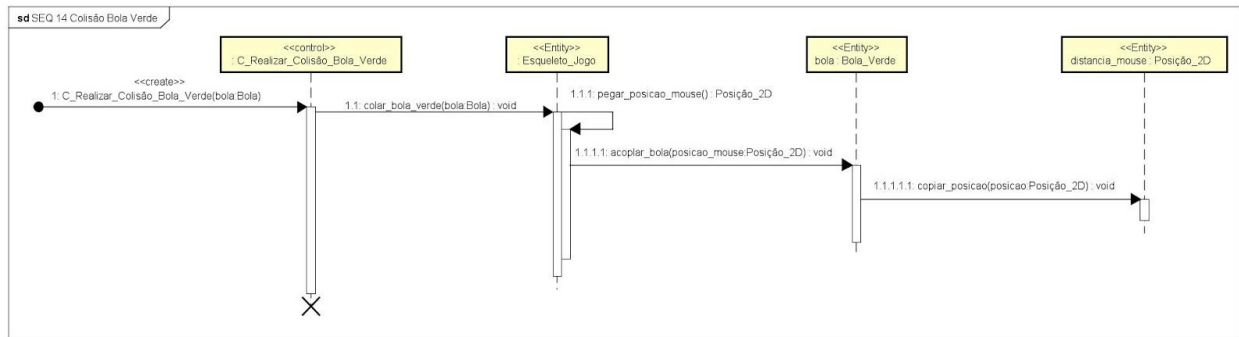 sd SEQ 14 Colisão Bola Verde
<<control>>
: C_Realizar_Colisão_Bola_Verde
<<Entity>>
: Esqueleto_Jogo
<<Entity>>
bola : Bola_Verde
<<Entity>>
distancia_mouse : Posição_2D
<<create>>
1: C_Realizar_Colisão_Bola_Verde(bola:Bola)
1.1: colar_bola_verde(bola:Bola) : void
1.1.1: pegar_posicao_mouse() : Posição_2D
1.1.1.1: acoplar_bola(posicao_mouse:Posição_2D) : void
1.1.1.1.1: copiar_posicao(posicao:Posição_2D) : void